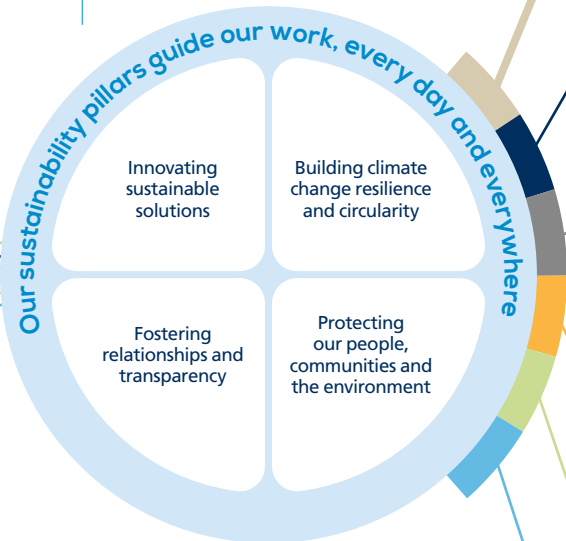 Our sustainability pillars guide our work, every day and everywhere
Innovating
sustainable
solutions
Building climate
change resilience
and circularity
Fostering
relationships and
transparency
Protecting
our people,
communities and
the environment